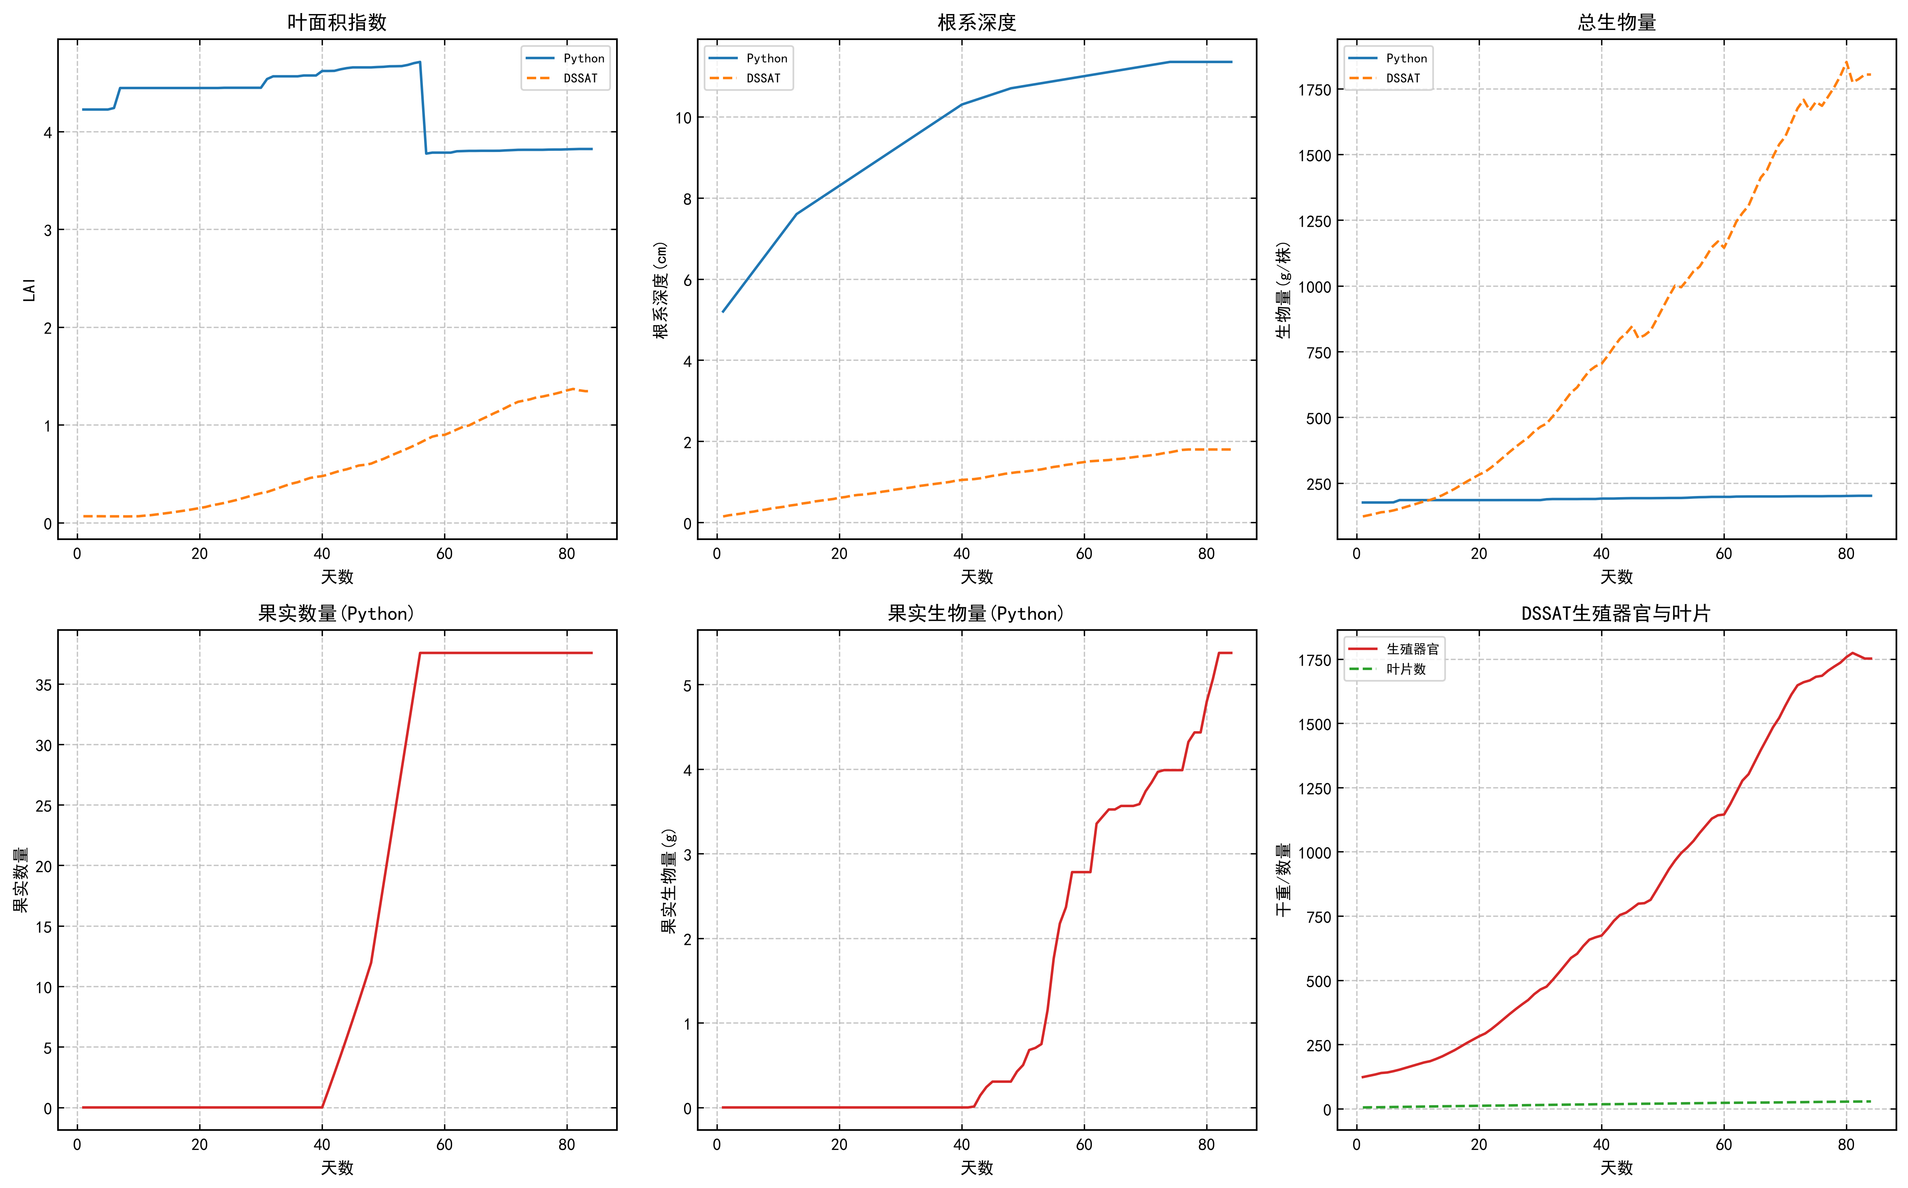 叶面积指数
Python
DSSAT
LAI
4
3
2
1
0
0 20 40 60 80
天数
根系深度
Python
DSSAT
根系深度(cm)
10
8
6
4
2
0
0 20 40 60 80
天数
总生物量
Python
DSSAT
生物量(g/株)
1750
1500
1250
1000
750
500
250
0 20 40 60 80
天数
果实数量(Python)
果实数量
35
30
25
20
15
10
5
0
0 20 40 60 80
天数
果实生物量(Python)
果实生物量(g)
5
4
3
2
1
0
0 20 40 60 80
天数
DSSAT生殖器官与叶片
生殖器官
叶片数
干重/数量
1750
1500
1250
1000
750
500
250
0
0 20 40 60 80
天数